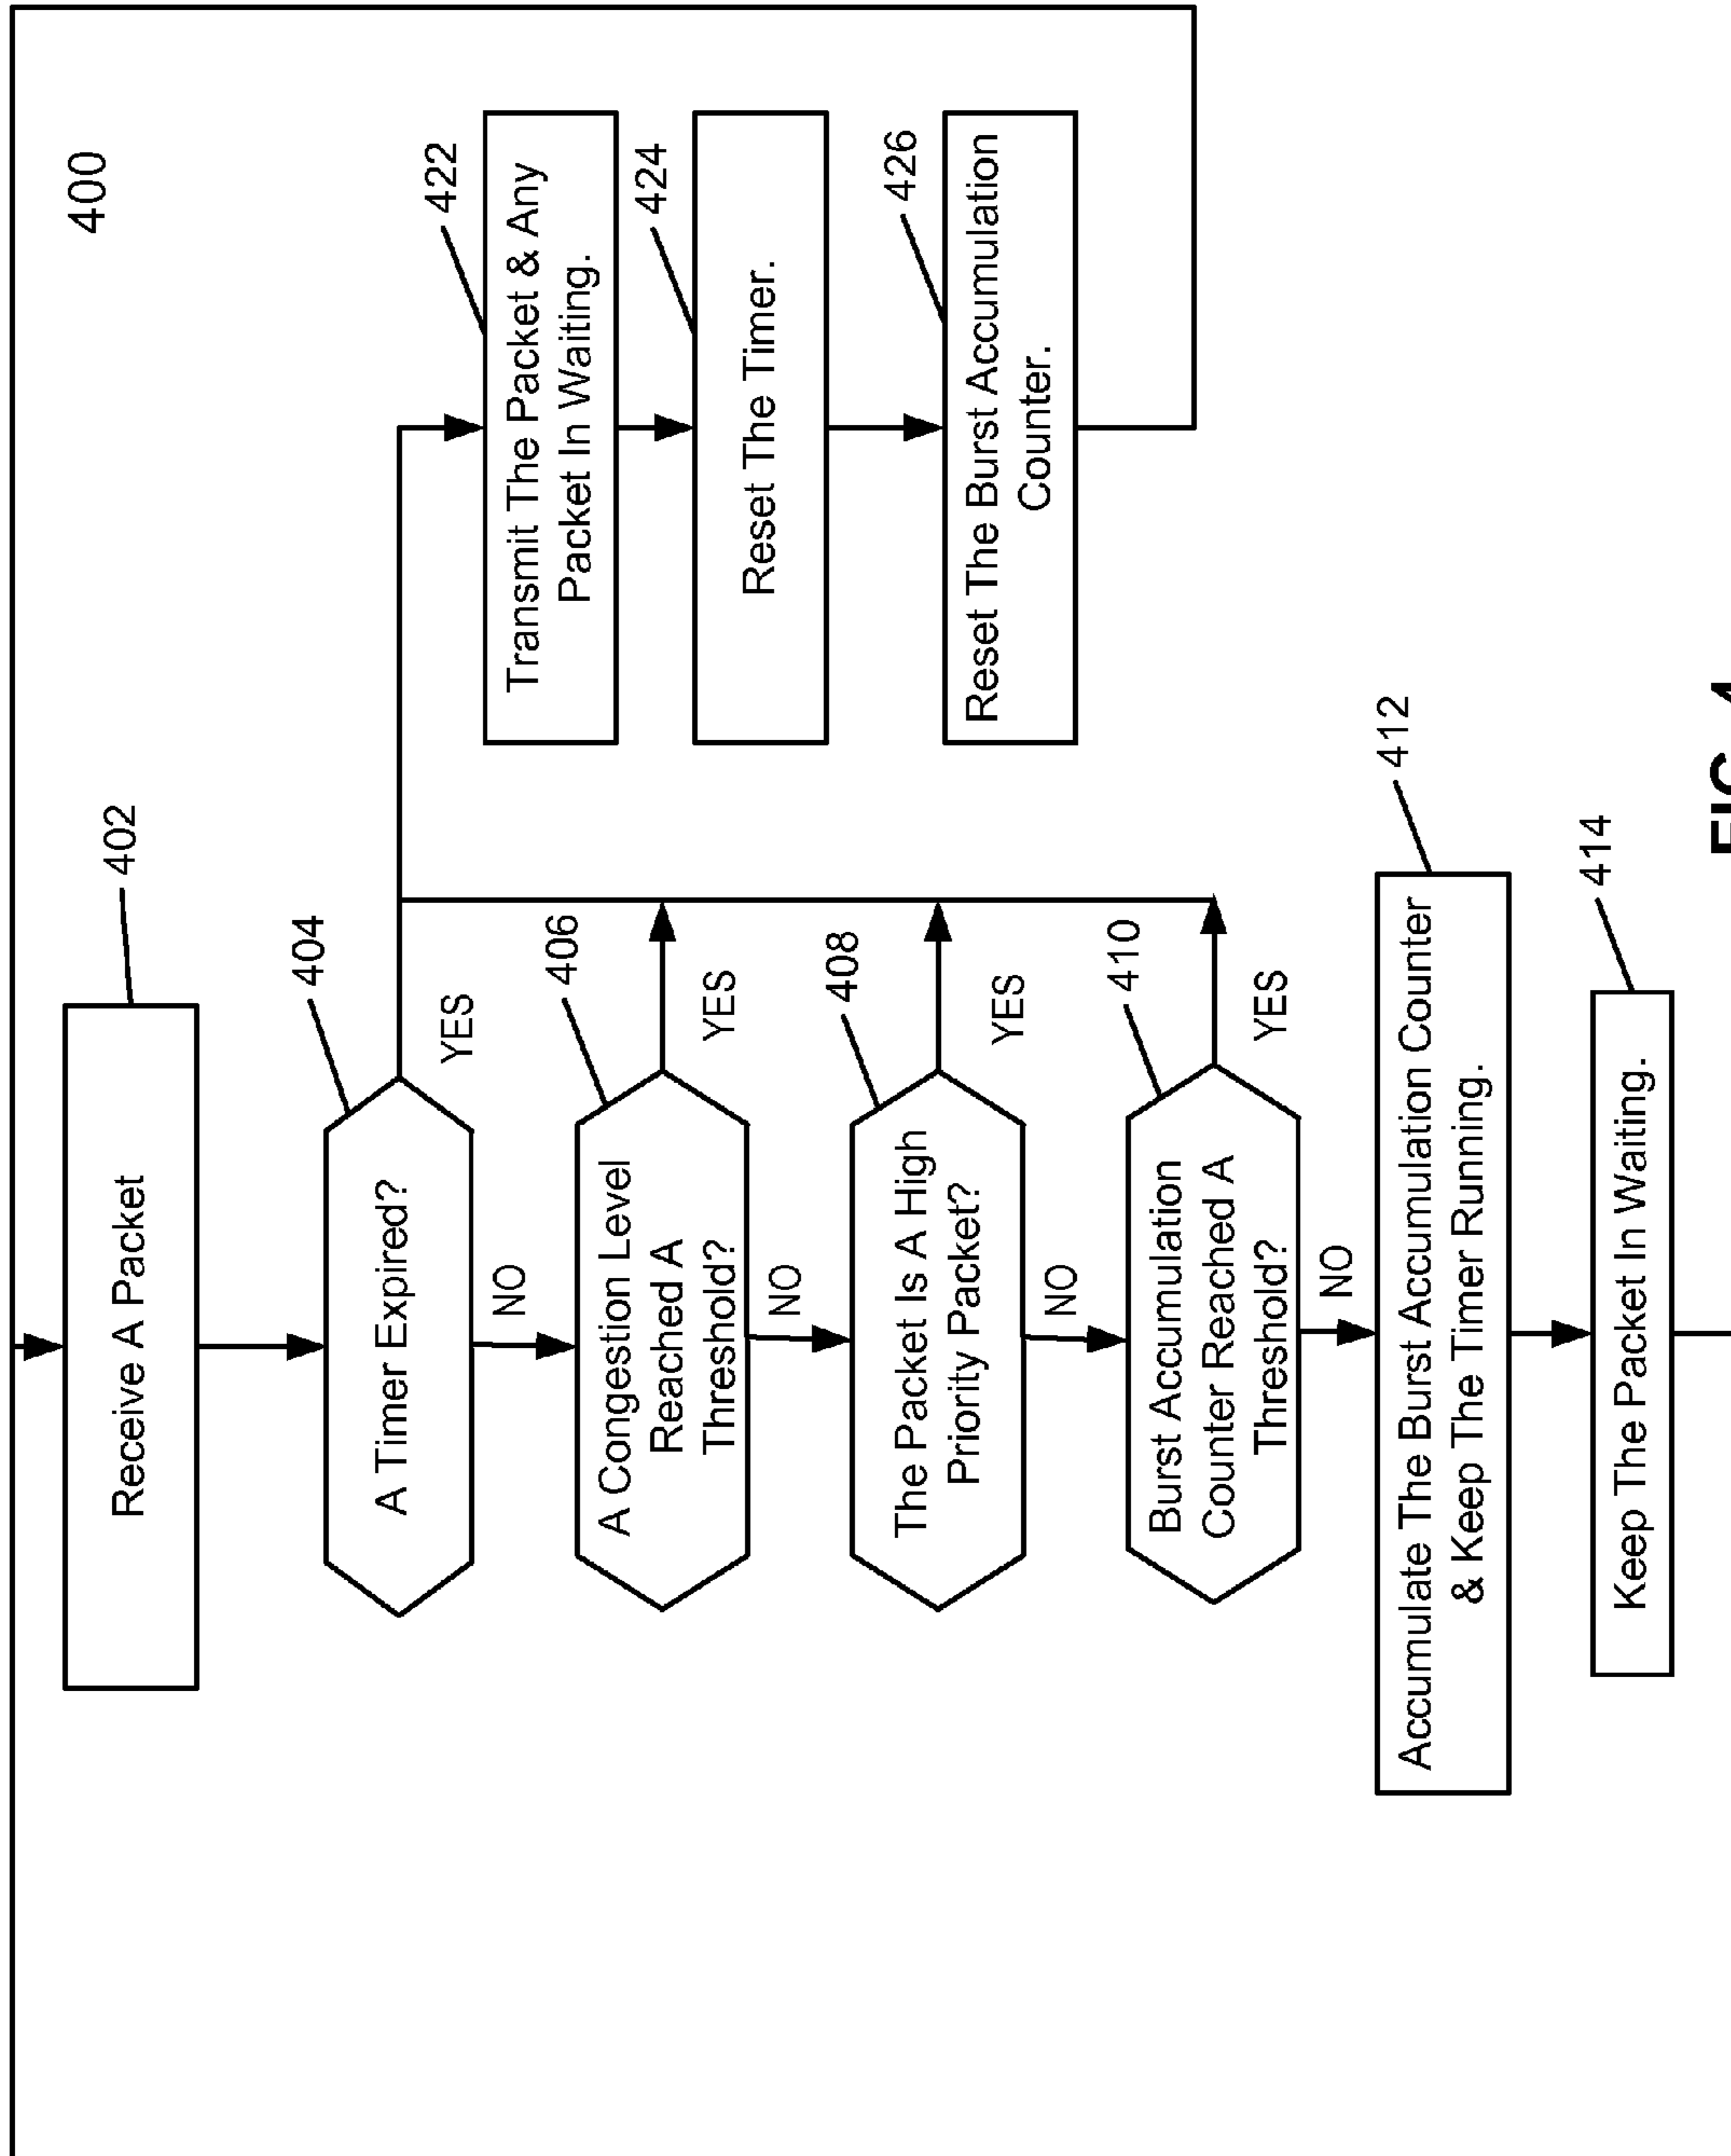 400
Receive A Packet
402
A Timer Expired?
404
YES
NO
A Congestion Level
Reached A
Threshold?
406
YES
NO
The Packet Is A High
Priority Packet?
408
YES
NO
Burst Accumulation
Counter Reached A
Threshold?
410
YES
NO
Accumulate The Burst Accumulation Counter
& Keep The Timer Running.
412
Keep The Packet In Waiting.
414
Transmit The Packet & Any
Packet In Waiting.
422
Reset The Timer.
424
Reset The Burst Accumulation
Counter.
426